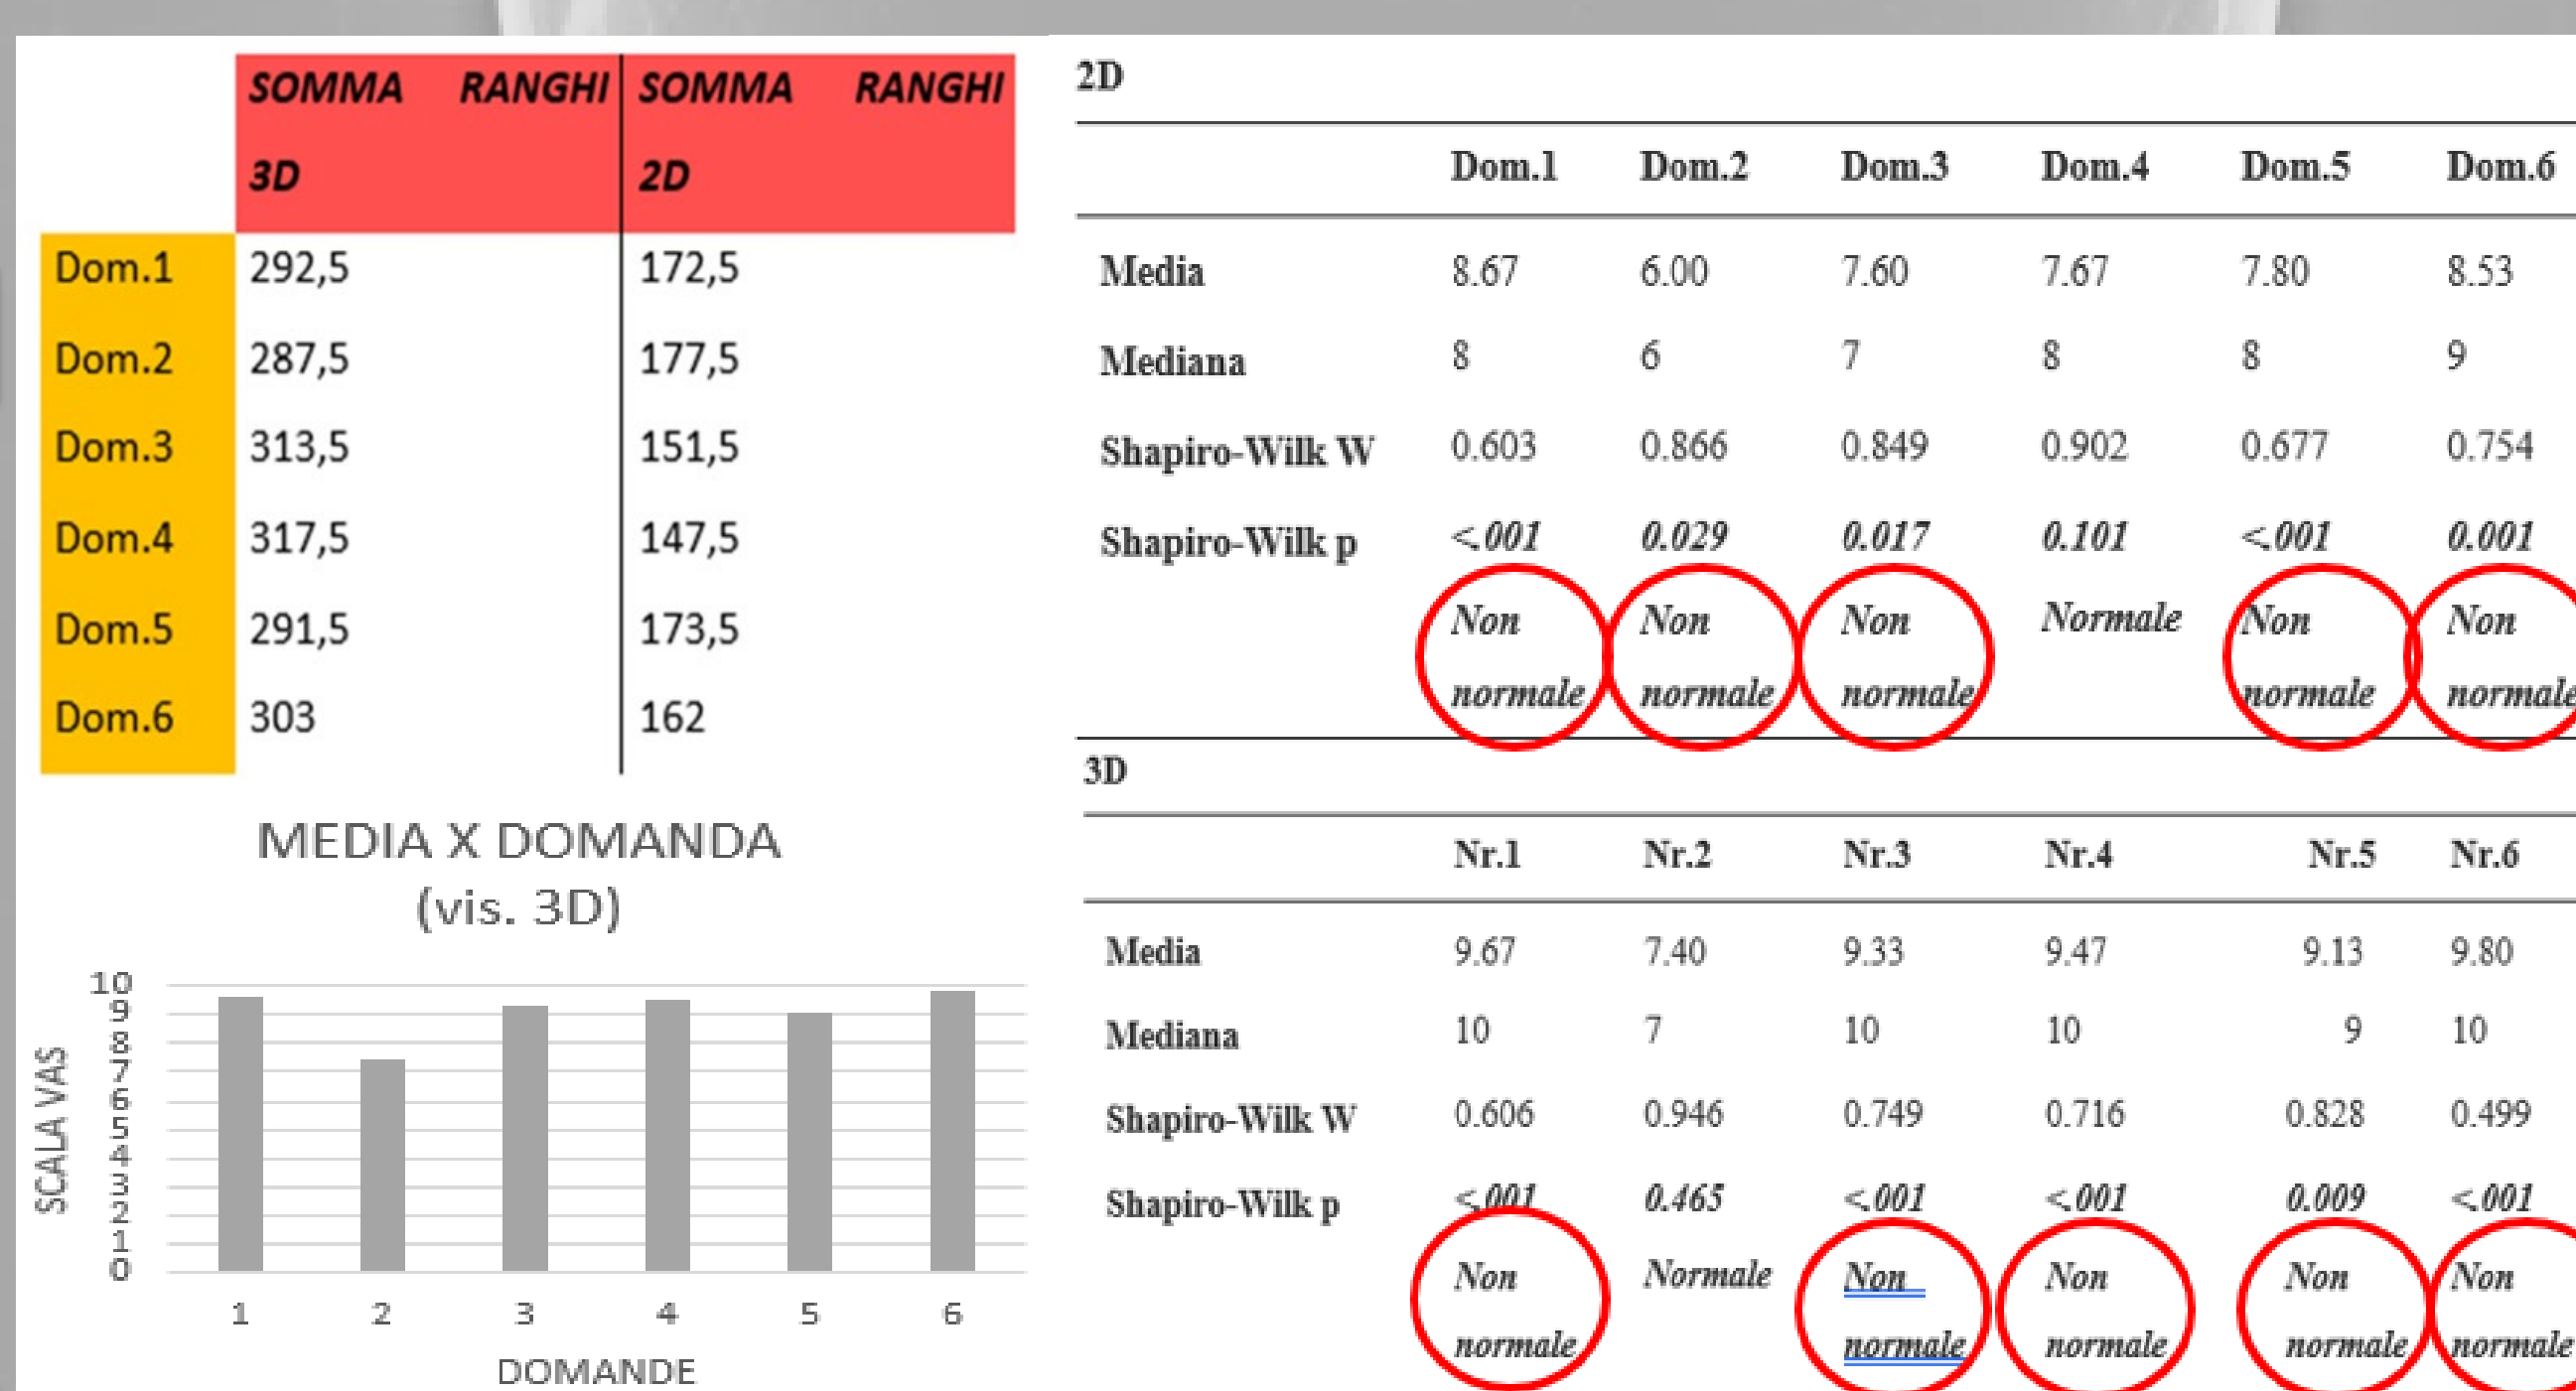 SOMMA RANGHI SOMMA RANGHI
3D 2D
Dom.1 292,5 172,5
Dom.2 287,5 177,5
Dom.3 313,5 151,5
Dom.4 317,5 147,5
Dom.5 291,5 173,5
Dom.6 303 162
MEDIA X DOMANDA
(vis. 3D)
SCALA VAS
10
9
8
7
6
5
4
3
2
1
0
1 2 3 4 5 6
DOMANDE
2D
Dom.1 Dom.2 Dom.3 Dom.4 Dom.5 Dom.6
Media 8.67 6.00 7.60 7.67 7.80 8.53
Mediana 8 6 7 8 8 9
Shapiro-Wilk W 0.603 0.866 0.849 0.902 0.677 0.754
Shapiro-Wilk p <.001 0.029 0.017 0.101 <.001 0.001
Non Non Non Normale Non Non
normale normale normale normale normale
3D
Nr.1 Nr.2 Nr.3 Nr.4 Nr.5 Nr.6
Media 9.67 7.40 9.33 9.47 9.13 9.80
Mediana 10 7 10 10 9 10
Shapiro-Wilk W 0.606 0.946 0.749 0.716 0.828 0.499
Shapiro-Wilk p <.001 0.465 <.001 <.001 0.009 <.001
Non Normale Non Non Non Non
normale normale normale normale normale